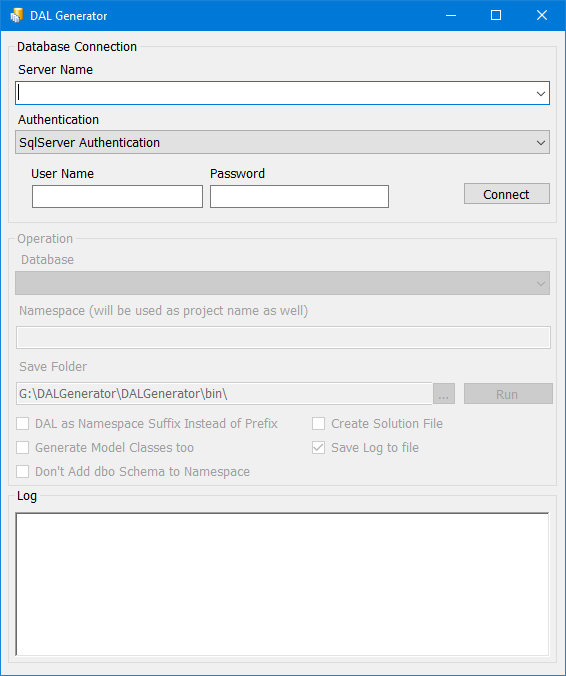 DAL Generator
Database Connection
Server Name
Authentication
SqlServer Authentication
User Name Password
Connect
Operation
Database
Namespace (will be used as project name as well)
Save Folder
G:\DALGenerator\DALGenerator\bin\ ... Run
DAL as Namespace Suffix Instead of Prefix Create Solution File
Generate Model Classes too Save Log to file
Don't Add dbo Schema to Namespace
Log